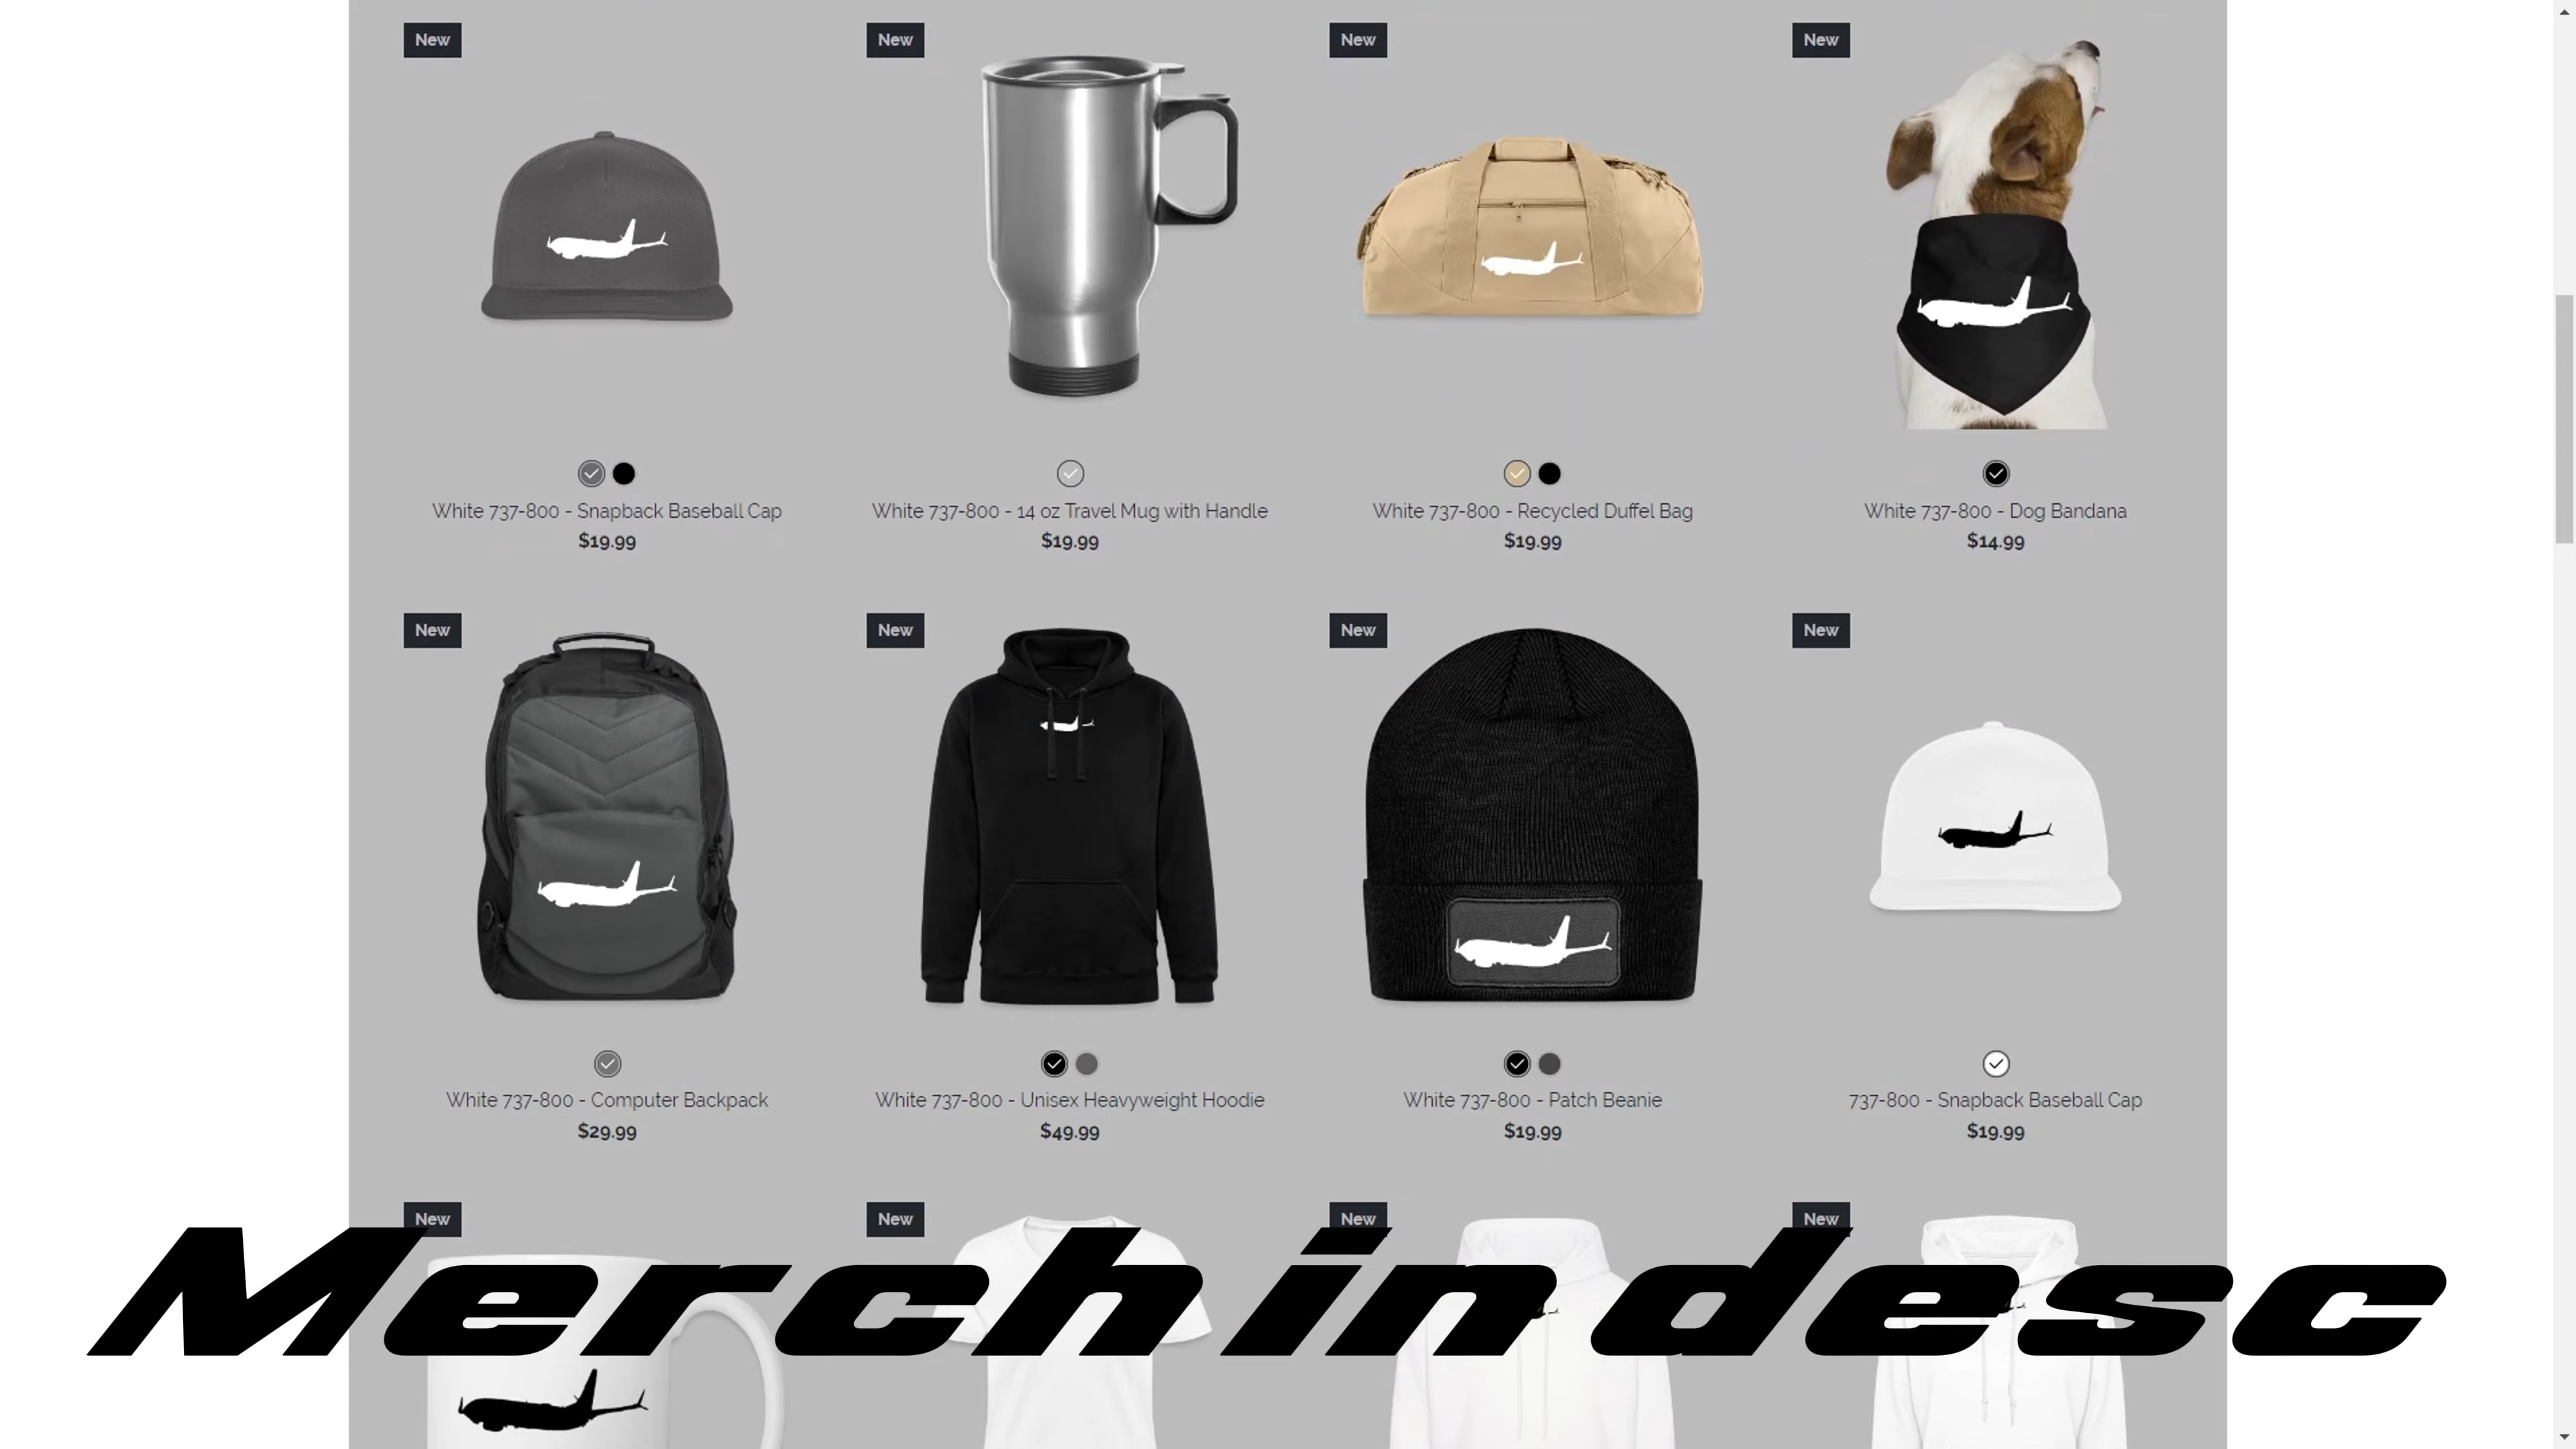 New
New
New
New
White 737-800 - Snapback Baseball Cap
$19.99
White 737-800 - 14 oz Travel Mug with Handle
$19.99
White 737-800 - Recycled Duffel Bag
$19.99
White 737-800 - Dog Bandana
$14.99
New
New
New
New
White 737-800 - Computer Backpack
$29.99
White 737-800 - Unisex Heavyweight Hoodie
$49.99
White 737-800 - Patch Beanie
$19.99
737-800 - Snapback Baseball Cap
$19.99
New
New
New
New
Merch in desc